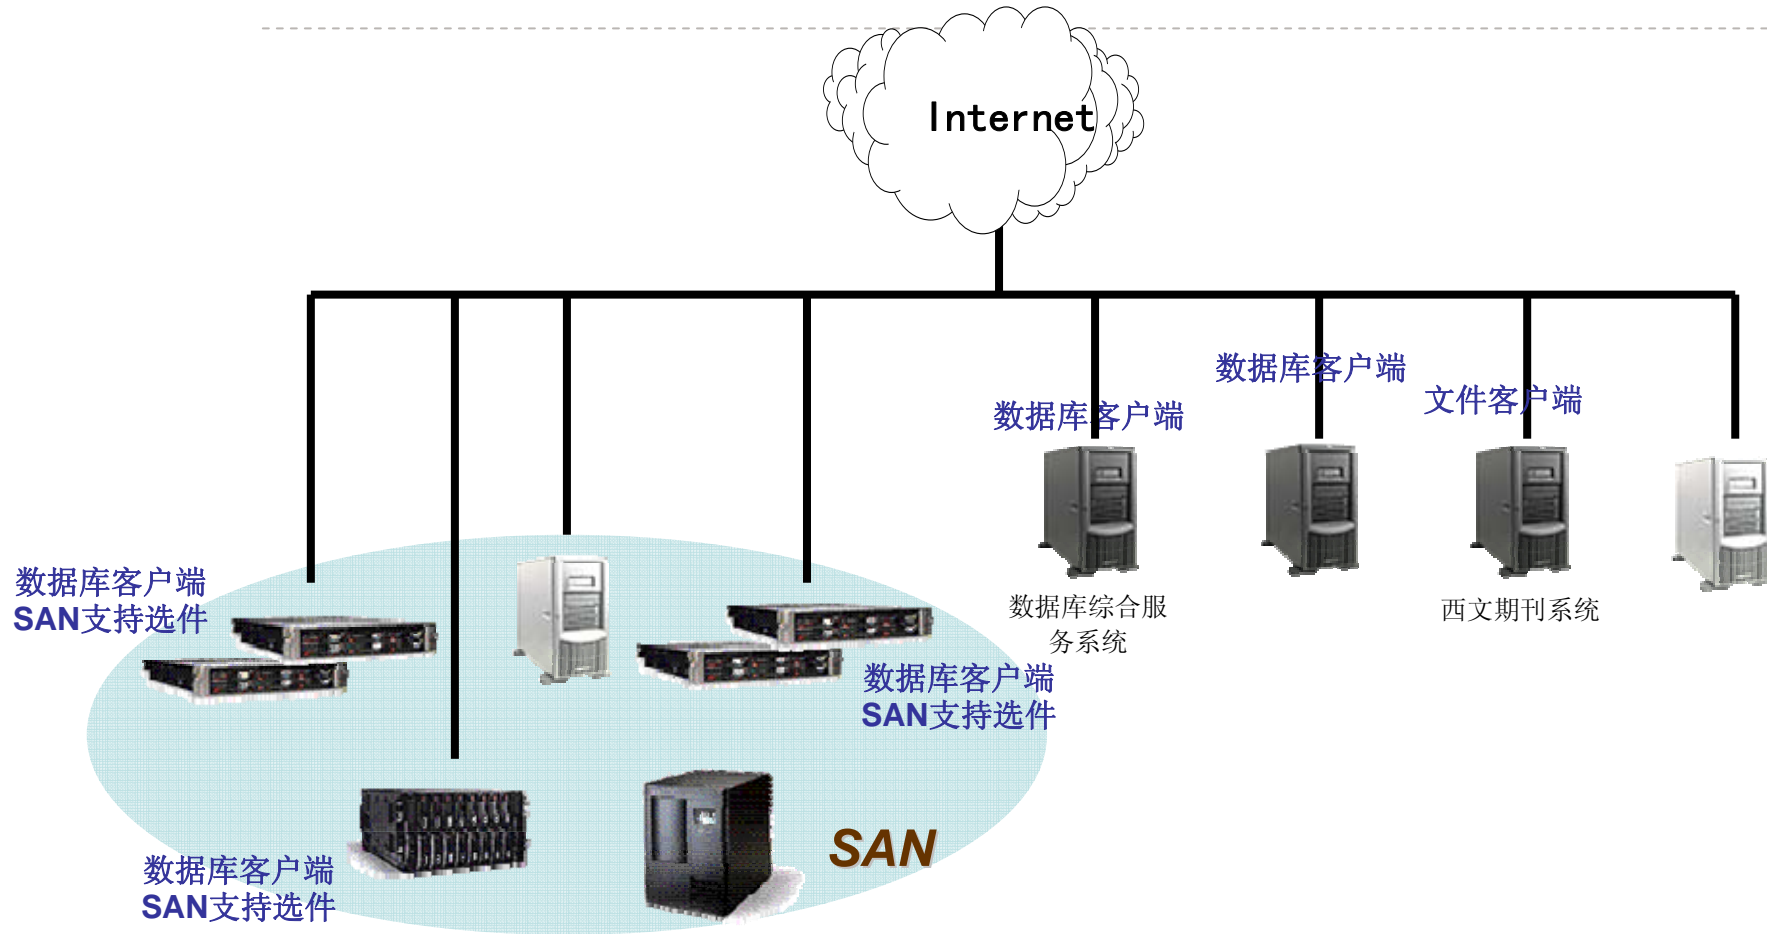 Internet
数据库客户端
文件客户端
数据库客户端
数据库综合服
务系统
西文期刊系统
数据库客户端
SAN支持选件
数据库客户端
SAN支持选件
SAN
数据库客户端
SAN支持选件